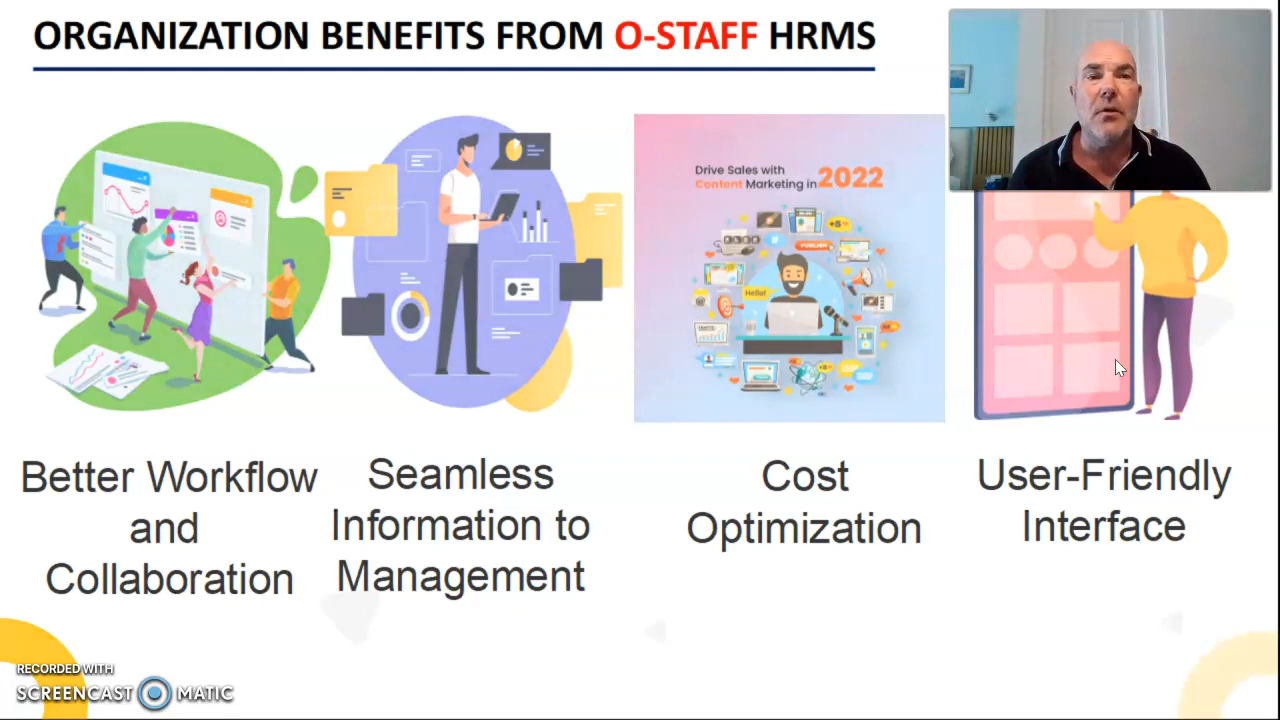 ORGANIZATION BENEFITS FROM O-STAFF HRMS
Drive Sales with
Content Marketing in 2022
PUBLISH
Hello!
Better Workflow
and
Collaboration
Seamless
Information to
Management
Cost
Optimization
User-Friendly
Interface
RECORDED WITH
SCREENCAST MATIC